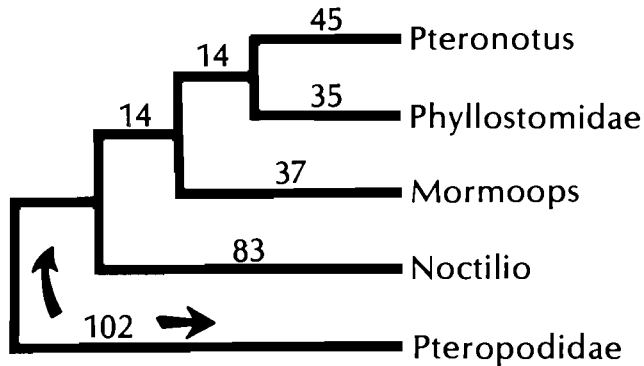 45
Pteronotus
14
35
Phyllostomidae
14
37
Mormoops
83
Noctilio
102
Pteropodidae